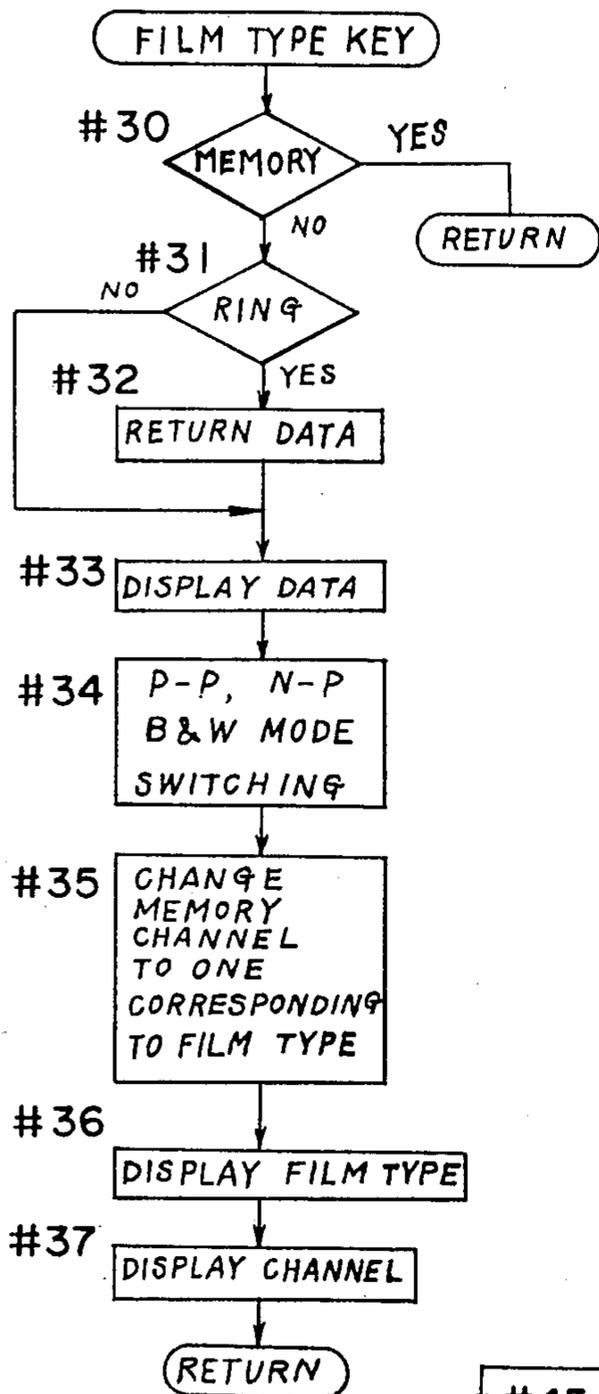 FILM TYPE KEY
#30
MEMORY
YES
NO
RETURN
#31
NO
RING
YES
#32
RETURN DATA
#33
DISPLAY DATA
#34
P-P, N-P
B&W MODE
SWITCHING
#35
CHANGE
MEMORY
CHANNEL
TO ONE
CORRESPONDING
TO FILM TYPE
#36
DISPLAY FILM TYPE
#37
DISPLAY CHANNEL
RETURN